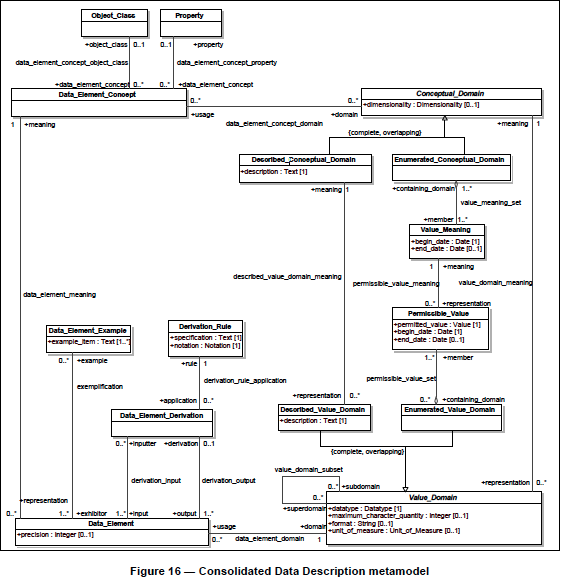 Object_Class Property
+object_class 0..1 0..1 +property
data_element_concept_object_class data_element_concept_property
+data_element_concept 0..* 0..* +data_element_concept
Data_Element_Concept
Conceptual_Domain
+dimensionality : Dimensionality [0..1]
0..* 0..*
+usage +domain
data_element_concept_domain
1 +meaning
+meaning 1
{complete, overlapping}
Described_Conceptual_Domain
+description : Text [1]
Enumerated_Conceptual_Domain
+meaning 1
+containing_domain 1..*
value_meaning_set
+member 1..*
Value_Meaning
+begin_date : Date [1]
+end_date : Date [0..1]
1 +meaning
described_value_domain_meaning
permissible_value_meaning
value_domain_meaning
data_element_meaning
0..* +representation
Permissible_Value
+permitted_value : Value [1]
+begin_date : Date [1]
+end_date : Date [0..1]
Data_Element_Example
+example_item : Text [1..*]
Derivation_Rule
+specification : Text [1]
+notation : Notation [1]
0..* +example
+rule 1
1..* +member
exemplification
derivation_rule_application
permissible_value_set
+application 0..*
+representation 0..*
0..* +containing_domain
Data_Element_Derivation
Described_Value_Domain
+description : Text [1]
Enumerated_Value_Domain
0..* +inputter +derivation 0..1
{complete, overlapping}
derivation_input derivation_output
value_domain_subset
0..* +subdomain
+representation 0..*
+superdomain 0..*
Value_Domain
+datatype : Datatype [1]
+maximum_character_quantity : Integer [0..1]
+format : String [0..1]
+unit_of_measure : Unit_of_Measure [0..1]
+representation
0..* 1..* +exhibitor 1..* +input +output 1..*
Data_Element
+precision : Integer [0..1]
+usage +domain
0..* data_element_domain 1
Figure 16 — Consolidated Data Description metamodel